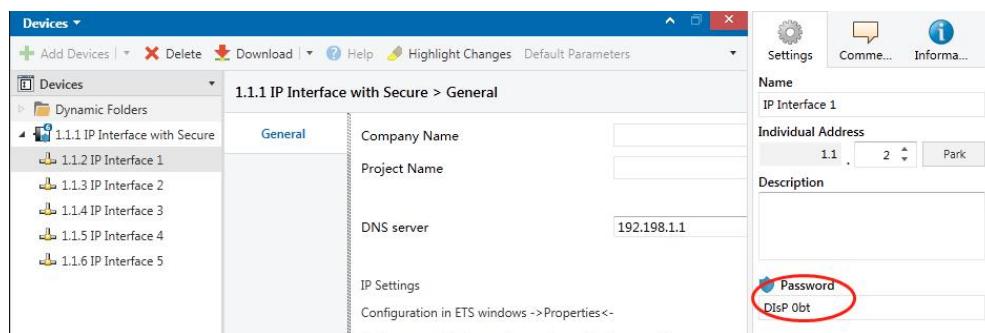 Devices
Add Devices Delete Download Help Highlight Changes Default Parameters
Devices
Dynamic Folders
1.1.1 IP Interface with Secure
1.1.2 IP Interface 1
1.1.3 IP Interface 2
1.1.4 IP Interface 3
1.1.5 IP Interface 4
1.1.6 IP Interface 5
1.1.1 IP Interface with Secure > General
General
Company Name
Project Name
DNS server 192.198.1.1
IP Settings
Configuration in ETS windows ->Properties<-
Settings Comme... Informa...
Name
IP Interface 1
Individual Address
1.1 . 2 Park
Description
Password
DIsP 0bt